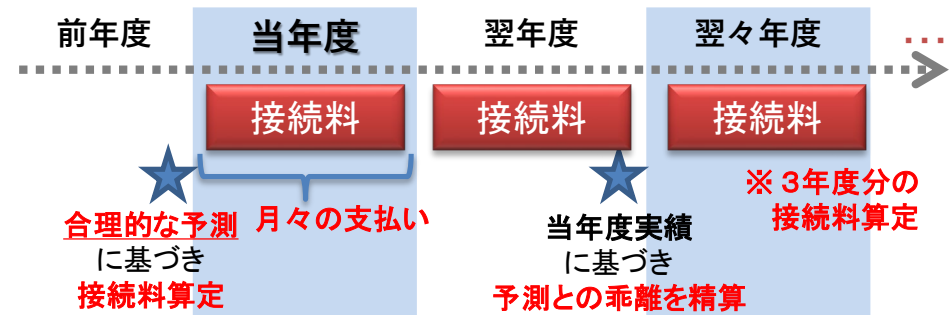 前年度
当年度
翌年度
翌々年度
…
接続料
接続料
接続料
合理的な予測
に基づき
接続料算定
月々の支払い
当年度実績
に基づき
予測との乖離を精算
※３年度分の
接続料算定